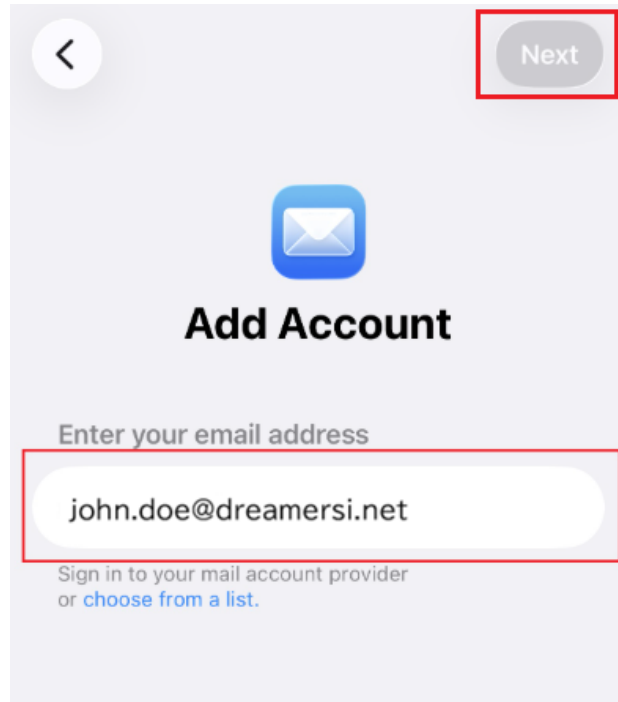 Next
Add Account
Enter your email address
john.doe@dreamersi.net
Sign in to your mail account provider
or choose from a list.